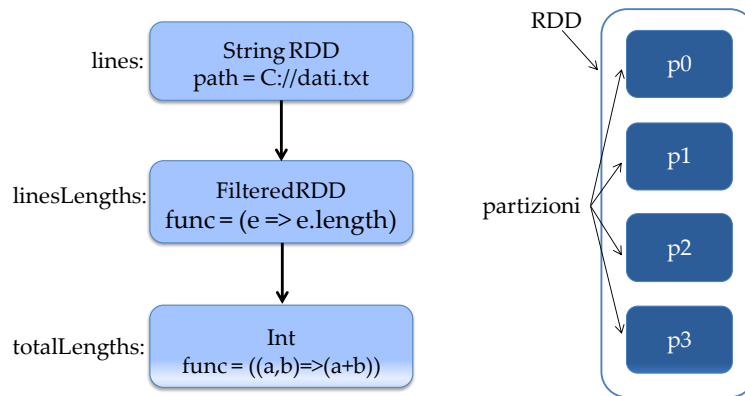 lines:
String RDD
path = C://dati.txt
linesLengths:
FilteredRDD
func = (e => e.length)
totalLengths:
Int
func = ((a,b)=>(a+b))
RDD
partizioni
p0
p1
p2
p3